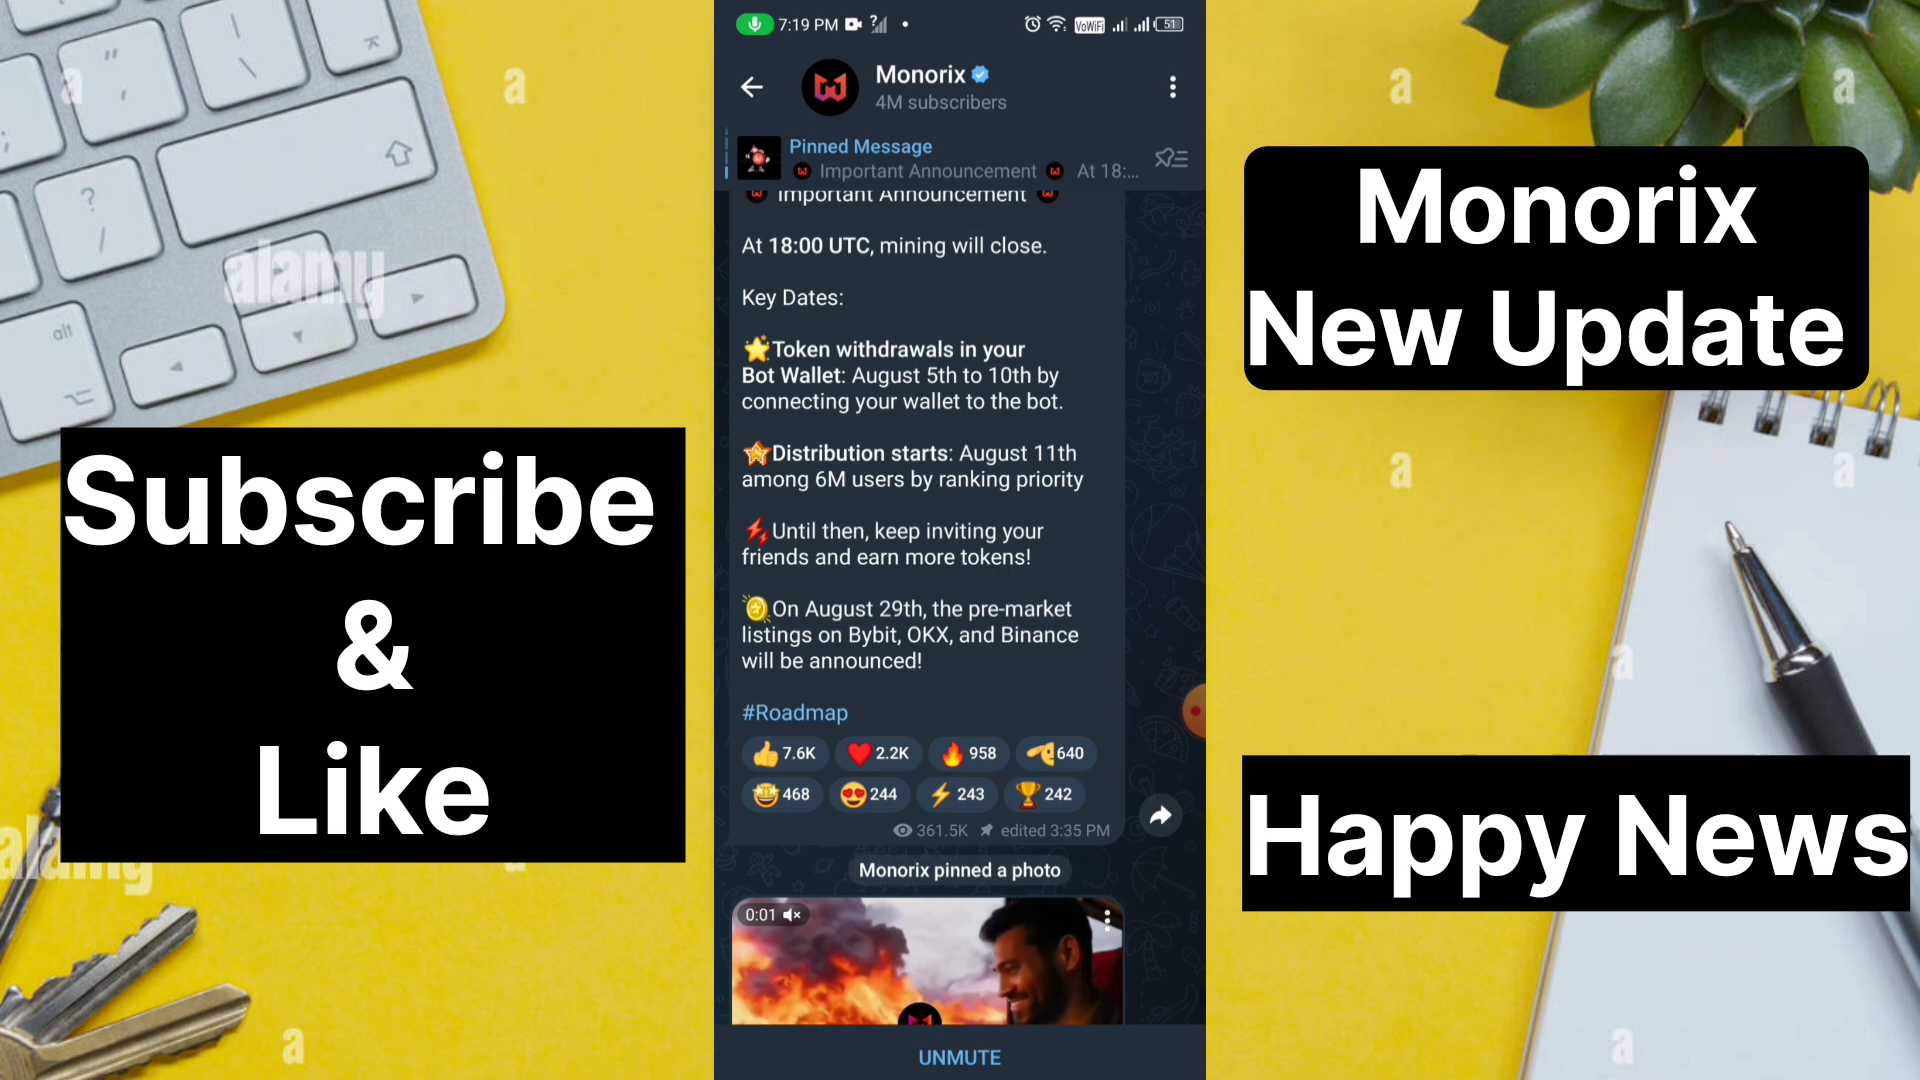 7:19 PM
VoWiFi
51
Monorix
4M subscribers
Pinned Message
Important Announcement At 18:...
Important Announcement
At 18:00 UTC, mining will close.
Key Dates:
Token withdrawals in your
Bot Wallet: August 5th to 10th by
connecting your wallet to the bot.
Distribution starts: August 11th
among 6M users by ranking priority
Until then, keep inviting your
friends and earn more tokens!
On August 29th, the pre-market
listings on Bybit, OKX, and Binance
will be announced!
#Roadmap
7.6K 2.2K 958 640
468 244 243 242
361.5K edited 3:35 PM
Monorix pinned a photo
0:01
UNMUTE
Subscribe
&
Like
Monorix
New Update
Happy News
alt
alamy
alamy
a
a
a
a
a
a
a
a
a